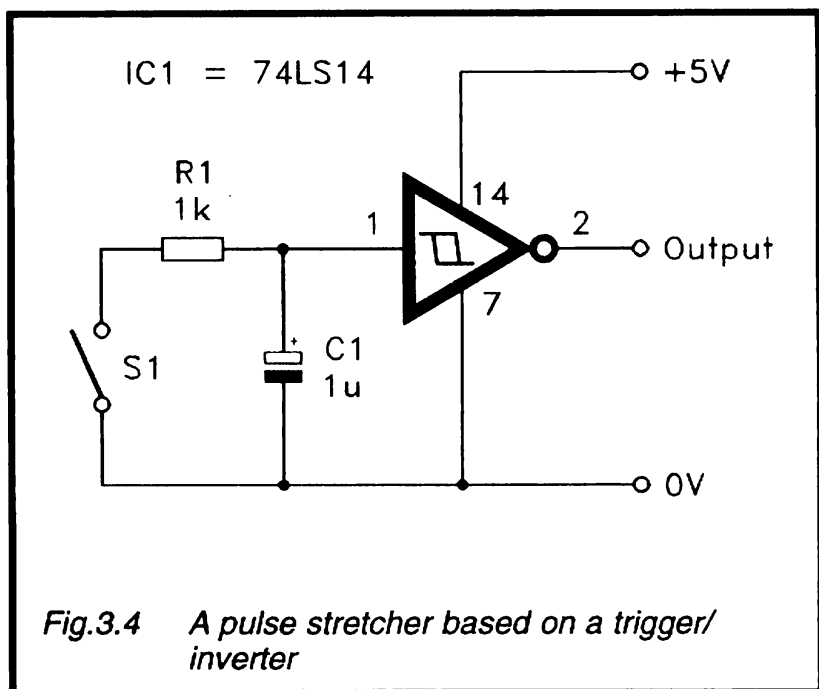 IC1 = 74LS14
+5V
R1
1k
14
1
2
Output
7
S1
+
C1
1u
0V
Fig.3.4 A pulse stretcher based on a trigger/
inverter